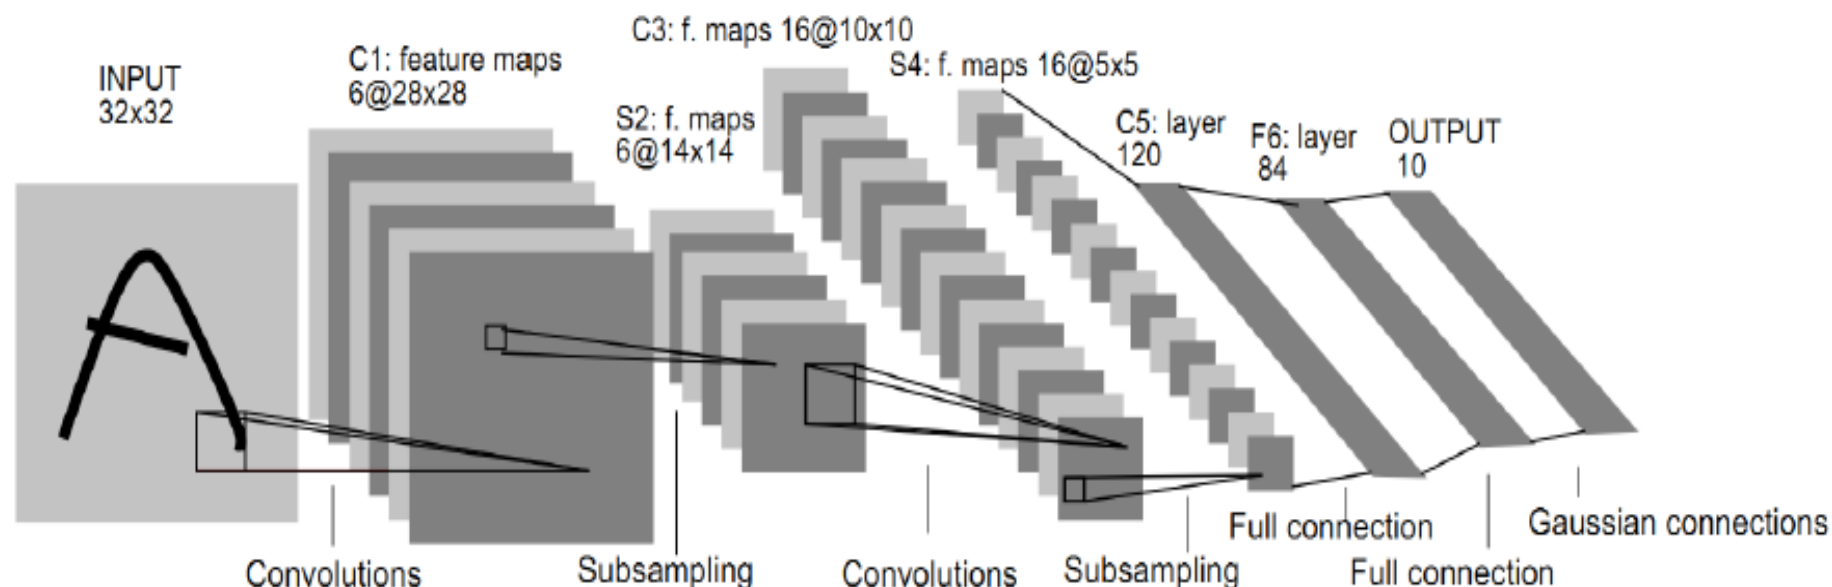 INPUT
32x32
C1: feature maps
6@28x28
S2: f. maps
6@14x14
C3: f. maps 16@10x10
S4: f. maps 16@5x5
C5: layer
120
F6: layer
84
OUTPUT
10
Convolutions
Subsampling
Convolutions
Subsampling
Full connection
Full connection
Gaussian connections
A